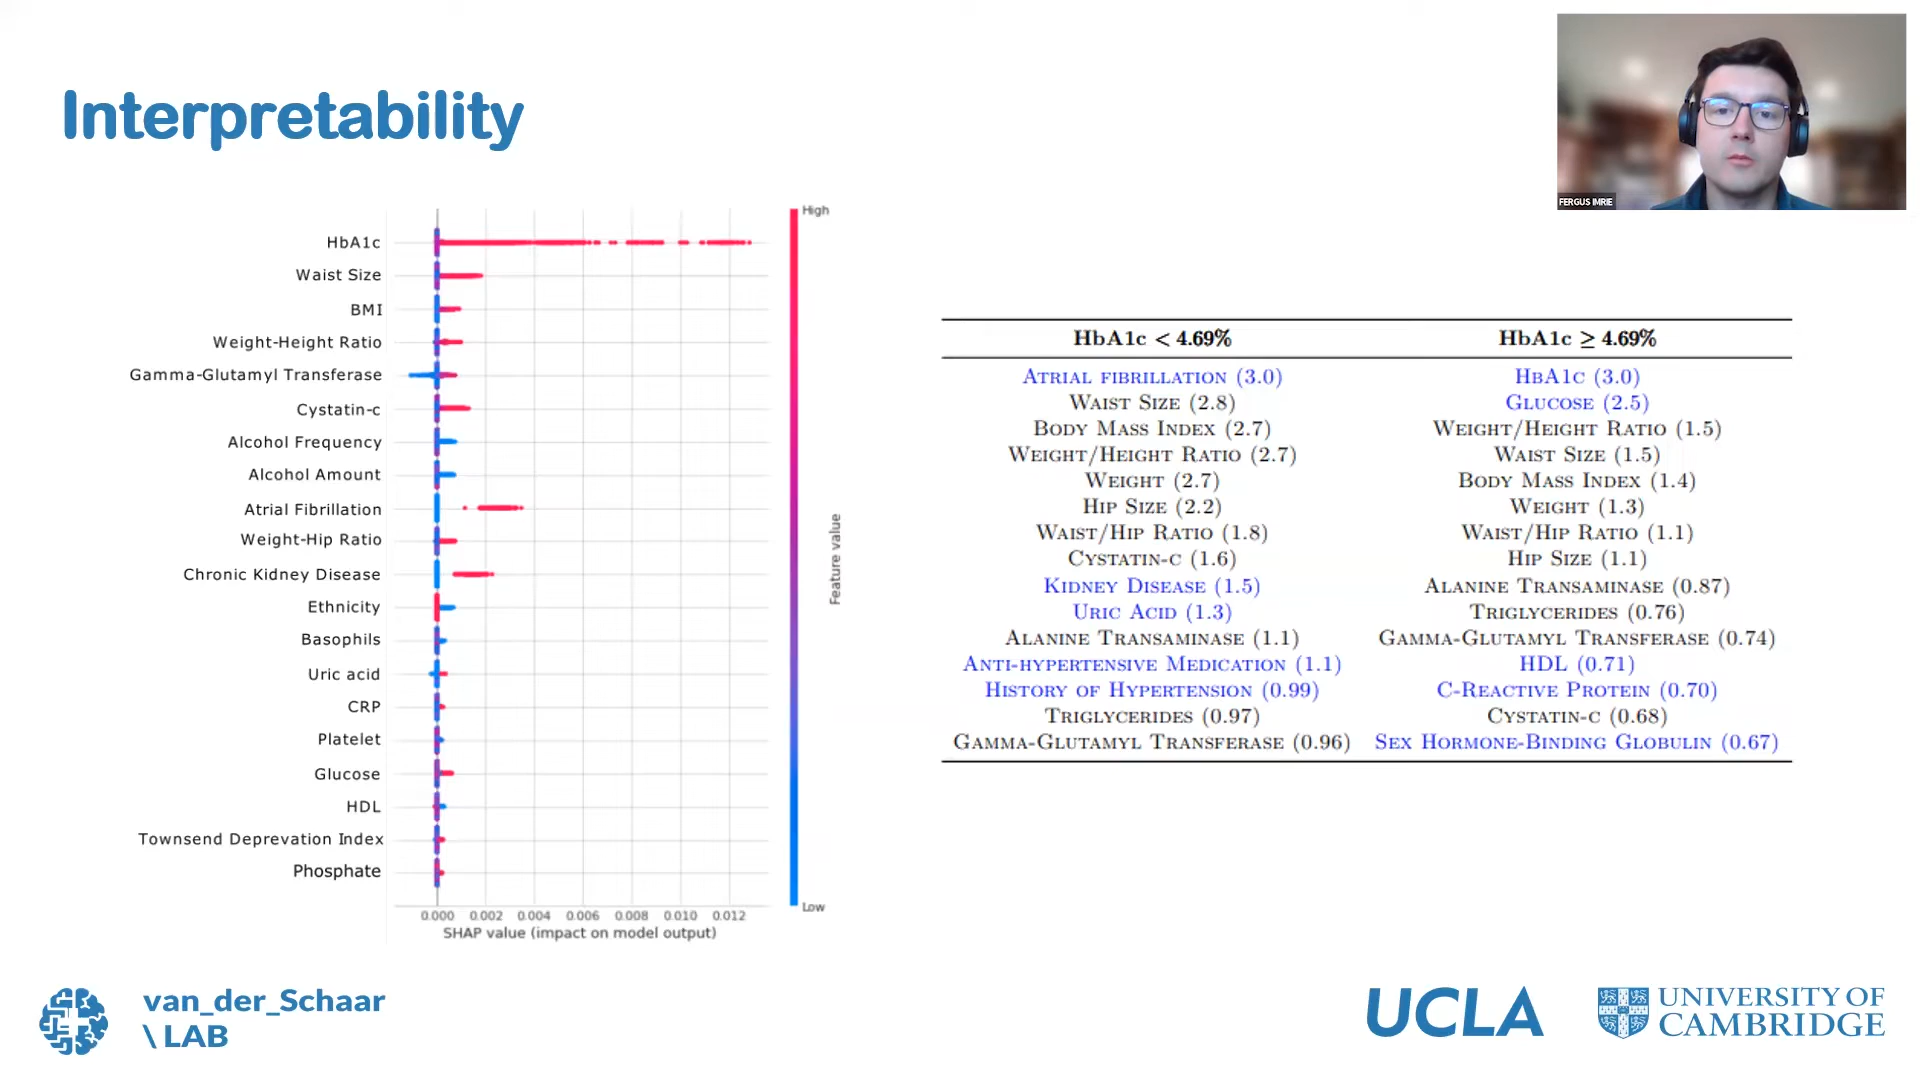 Interpretability
FERGUS IMRIE
High
HbA1c
Waist Size
BMI
Weight-Height Ratio
Gamma-Glutamyl Transferase
Cystatin-c
Alcohol Frequency
Alcohol Amount
Atrial Fibrillation
Weight-Hip Ratio
Chronic Kidney Disease
Ethnicity
Basophils
Uric acid
CRP
Platelet
Glucose
HDL
Townsend Deprevation Index
Phosphate
0.000 0.002 0.004 0.006 0.008 0.010 0.012
SHAP value (impact on model output)
Feature value
Low
HbA1c < 4.69% HbA1c ≥ 4.69%
Atrial fibrillation (3.0) HbA1c (3.0)
Waist Size (2.8) Glucose (2.5)
Body Mass Index (2.7) Weight/Height Ratio (1.5)
Weight/Height Ratio (2.7) Waist Size (1.5)
Weight (2.7) Body Mass Index (1.4)
Hip Size (2.2) Weight (1.3)
Waist/Hip Ratio (1.8) Waist/Hip Ratio (1.1)
Cystatin-c (1.6) Hip Size (1.1)
Kidney Disease (1.5) Alanine Transaminase (0.87)
Uric Acid (1.3) Triglycerides (0.76)
Alanine Transaminase (1.1) Gamma-Glutamyl Transferase (0.74)
Anti-hypertensive Medication (1.1) HDL (0.71)
History of Hypertension (0.99) C-Reactive Protein (0.70)
Triglycerides (0.97) Cystatin-c (0.68)
Gamma-Glutamyl Transferase (0.96) Sex Hormone-Binding Globulin (0.67)
van_der_Schaar
\ LAB
UCLA
UNIVERSITY OF
CAMBRIDGE